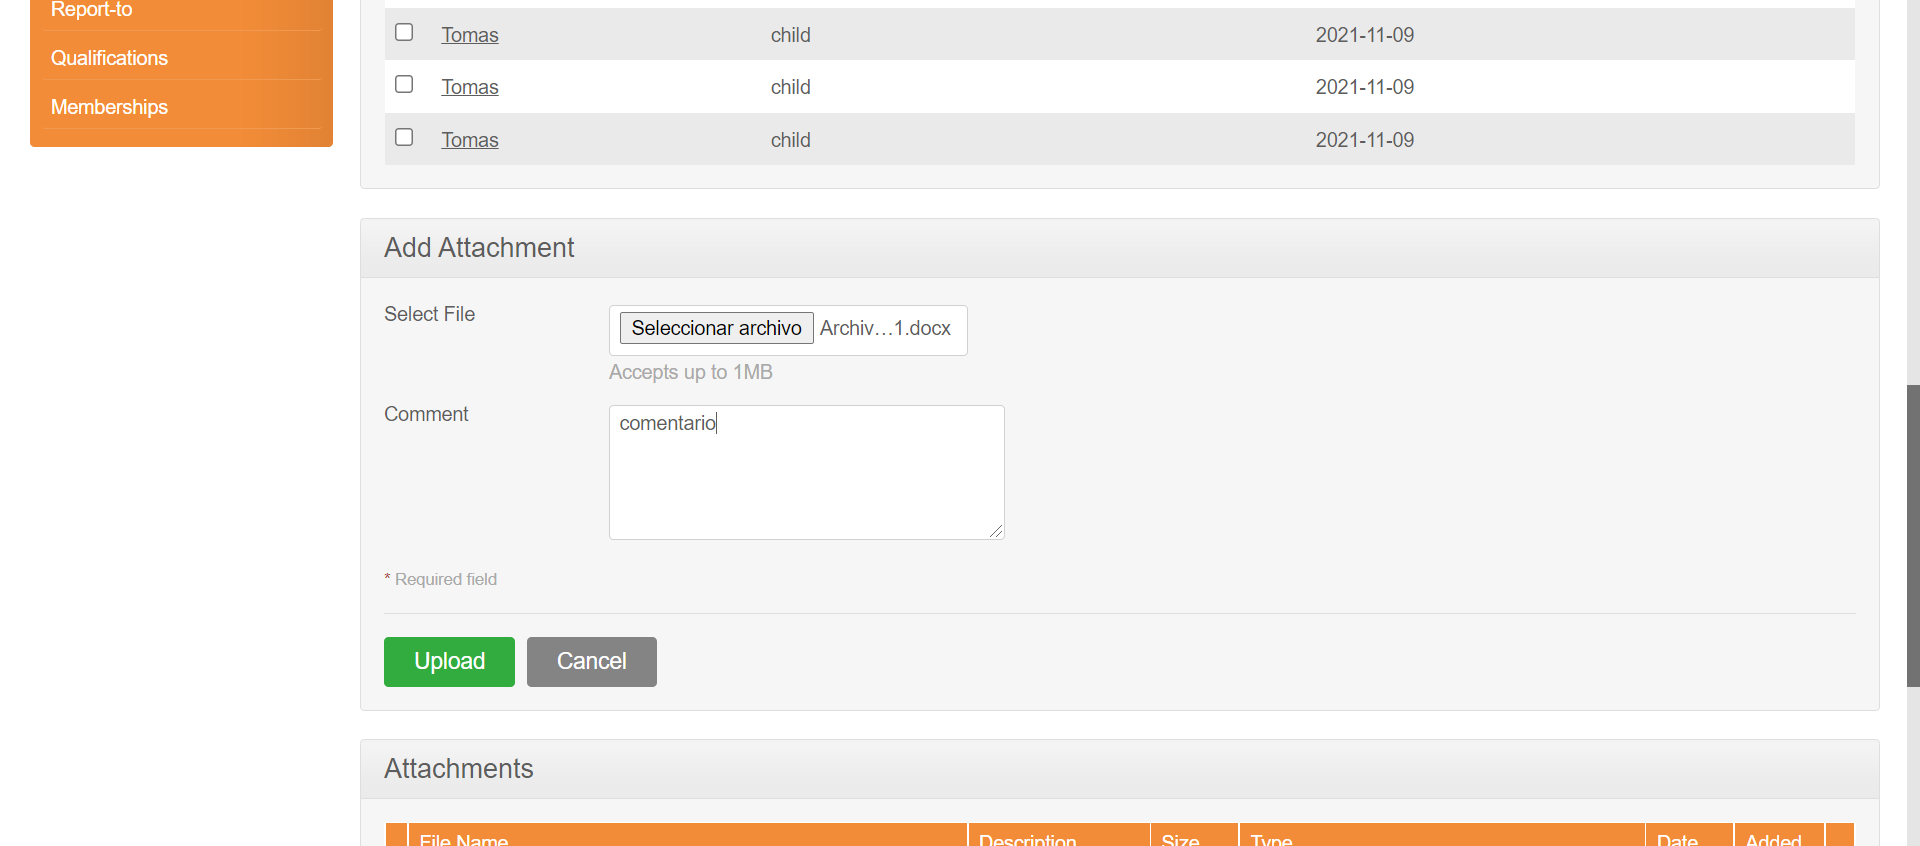 Report-to
Qualifications
Memberships
Tomas child 2021-11-09
Tomas child 2021-11-09
Tomas child 2021-11-09
Add Attachment
Select File
Seleccionar archivo Archiv…1.docx
Accepts up to 1MB
Comment
comentario
* Required field
Upload Cancel
Attachments
File Name Description Size Type Date Added